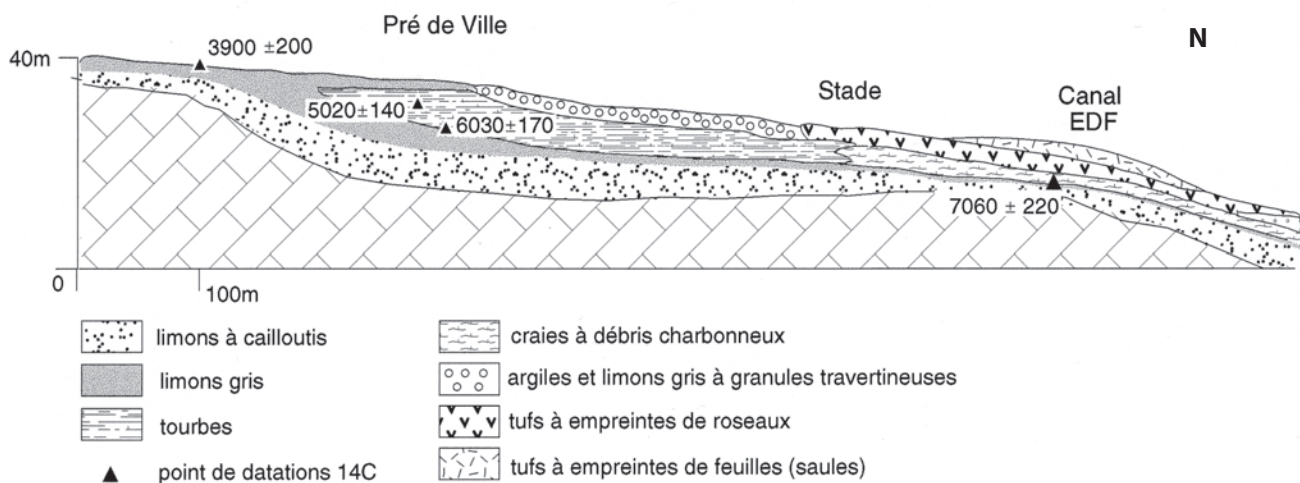 Pré de Ville
N
40m
3900 ±200
5020±140
6030±170
Stade
Canal
EDF
7060 ± 220
0
100m
limons à cailloutis
limons gris
tourbes
point de datations 14C
craies à débris charbonneux
argiles et limons gris à granules travertineuses
tufs à empreintes de roseaux
tufs à empreintes de feuilles (saules)